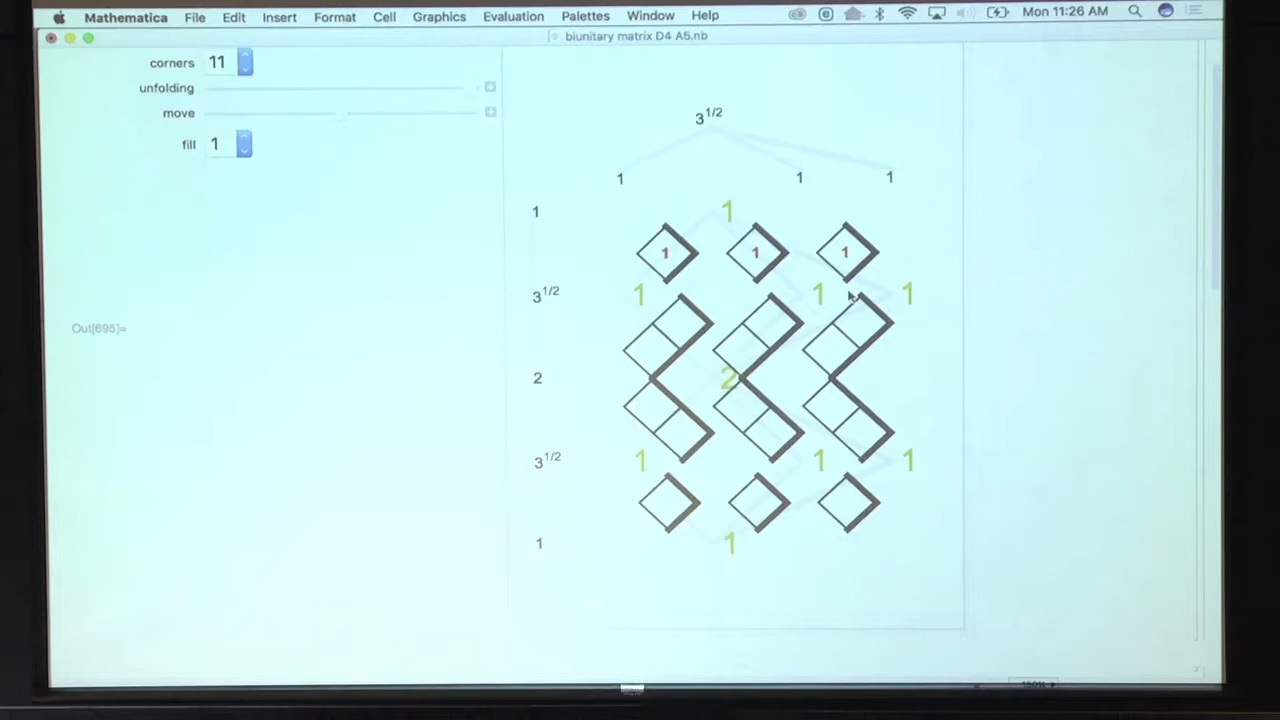 Mathematica File Edit Insert Format Cell Graphics Evaluation Palettes Window Help Mon 11:26 AM
biunitary matrix D4 A5.nb
corners 11
unfolding
move
fill 1
Out[695]=
3^1/2
1 1 1
1 1
1 1 1
3^1/2 1 1 1
2 2
3^1/2 1 1 1
1 1